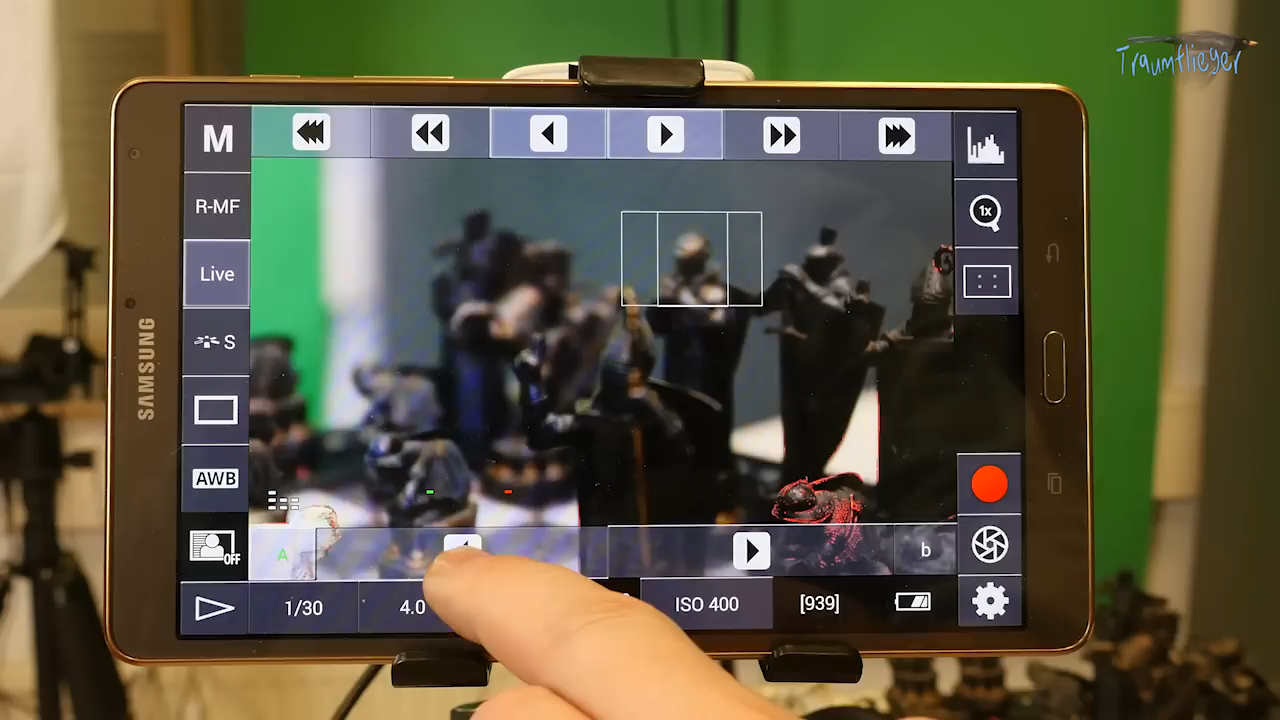 Traumflieger
M
R-MF
1x
Live
S
AWB
OFF
A
b
1/30
4.0
ISO 400
[939]
SAMSUNG